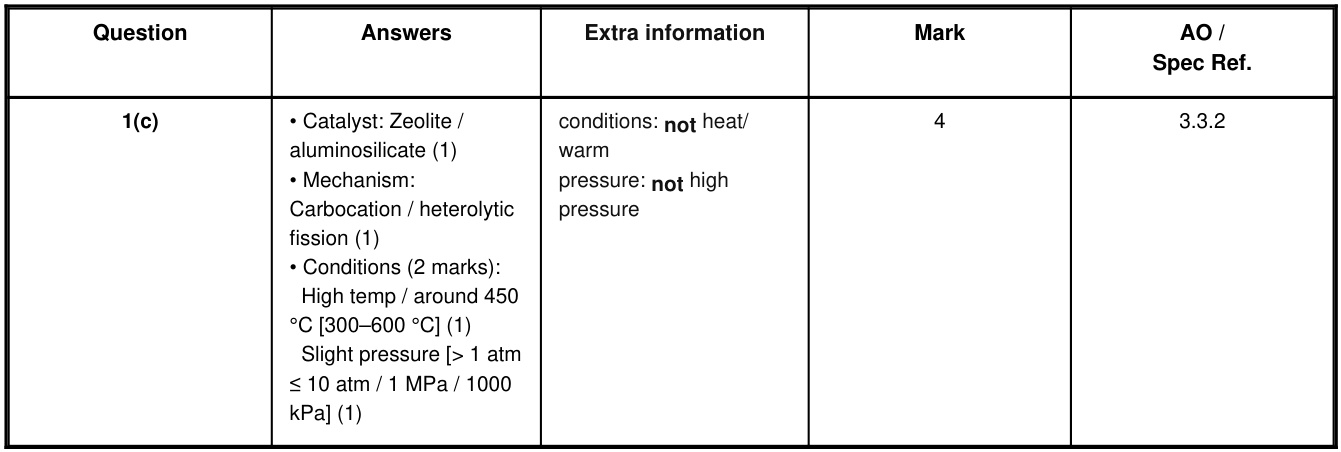 Question Answers Extra information Mark AO /
Spec Ref.
1(c)
• Catalyst: Zeolite /
aluminosilicate (1)
• Mechanism:
Carbocation / heterolytic
fission (1)
• Conditions (2 marks):
High temp / around 450
°C [300–600 °C] (1)
Slight pressure [> 1 atm
≤ 10 atm / 1 MPa / 1000
kPa] (1)
conditions: not heat/
warm
pressure: not high
pressure
4
3.3.2